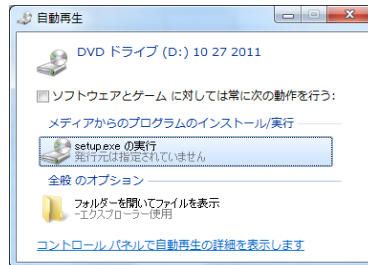 自動再生
DVD ドライブ (D:) 10 27 2011
ソフトウェアとゲーム に対しては常に次の動作を行う:
メディアからのプログラムのインストール/実行
setup.exe の実行
発行元は指定されていません
全般 のオプション
フォルダーを開いてファイルを表示
-エクスプローラー使用
コントロール パネルで自動再生の詳細を表示します